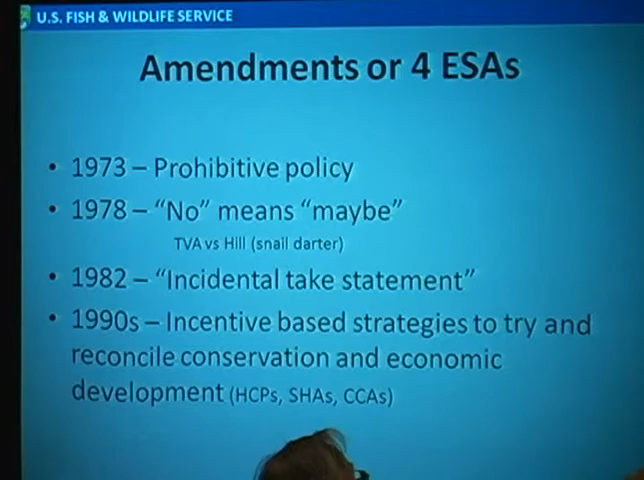 U.S. FISH & WILDLIFE SERVICE
Amendments or 4 ESAs
• 1973 – Prohibitive policy
• 1978 – "No" means "maybe"
TVA vs Hill (snail darter)
• 1982 – "Incidental take statement"
• 1990s – Incentive based strategies to try and
reconcile conservation and economic
development (HCPs, SHAs, CCAs)